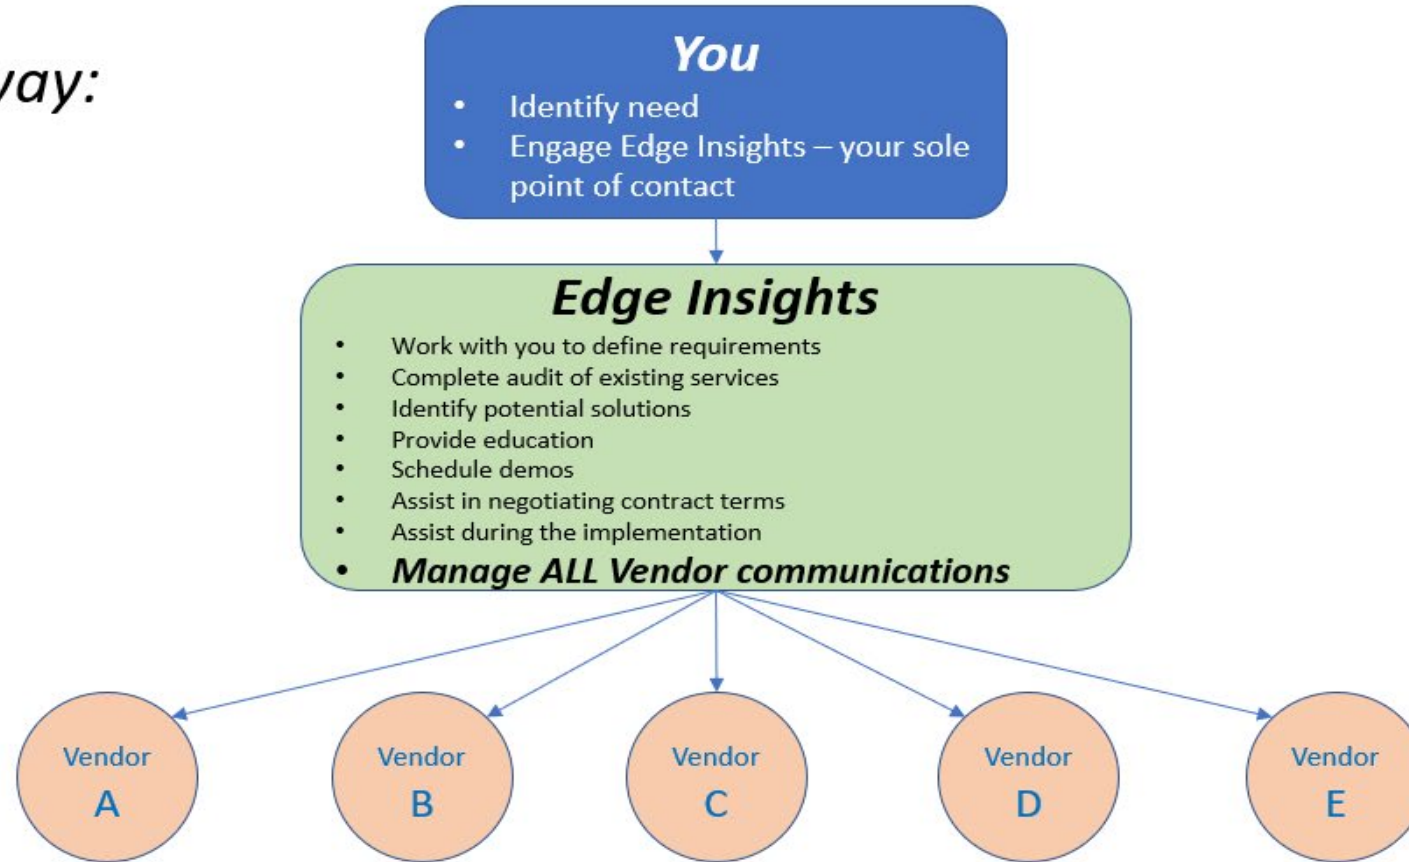 way:
You
• Identify need
• Engage Edge Insights – your sole
point of contact
Edge Insights
• Work with you to define requirements
• Complete audit of existing services
• Identify potential solutions
• Provide education
• Schedule demos
• Assist in negotiating contract terms
• Assist during the implementation
• Manage ALL Vendor communications
Vendor
A
Vendor
B
Vendor
C
Vendor
D
Vendor
E